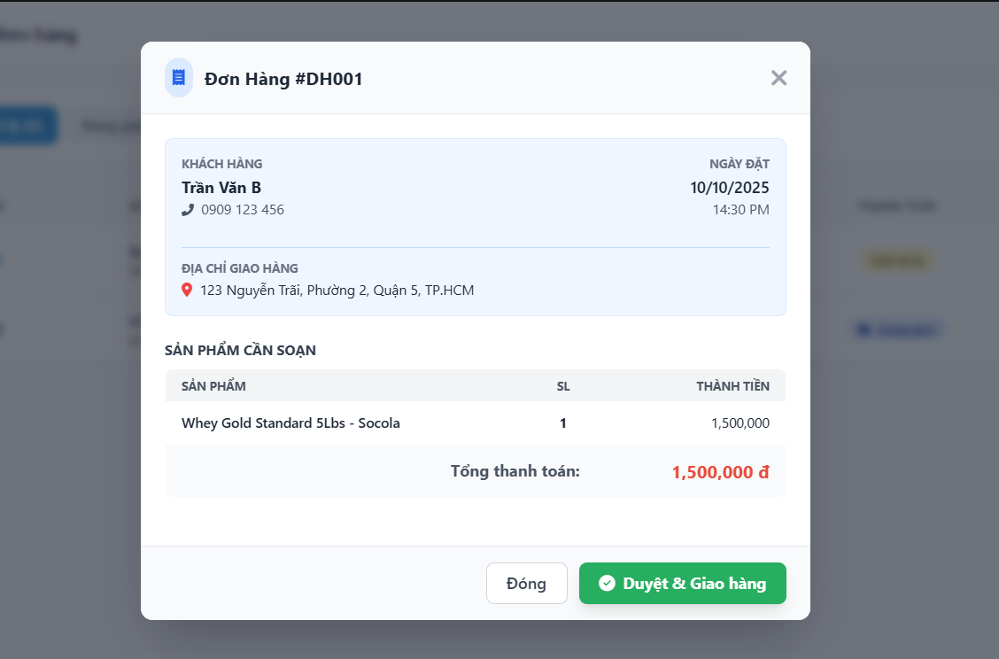 Đơn Hàng #DH001
KHÁCH HÀNG
NGÀY ĐẶT
Trần Văn B
10/10/2025
0909 123 456
14:30 PM
ĐỊA CHỈ GIAO HÀNG
123 Nguyễn Trãi, Phường 2, Quận 5, TP.HCM
SẢN PHẨM CẦN SOẠN
SẢN PHẨM SL THÀNH TIỀN
Whey Gold Standard 5Lbs - Socola 1 1,500,000
Tổng thanh toán: 1,500,000 đ
Đóng
Duyệt & Giao hàng